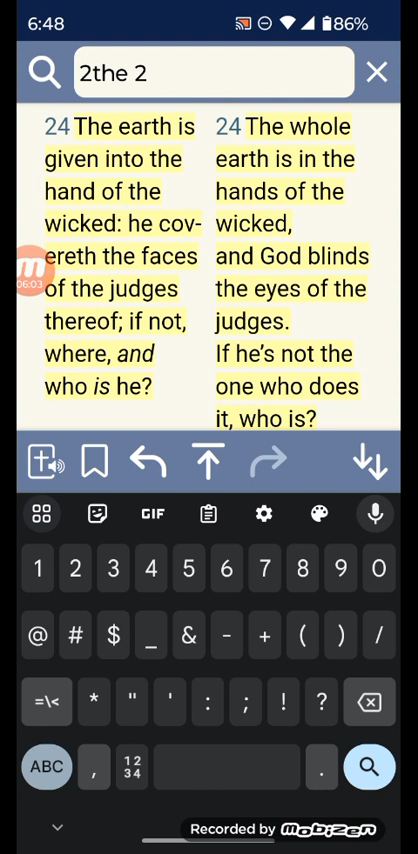 6:48
86%
2the 2
24 The earth is
given into the
hand of the
wicked: he cov-
ereth the faces
of the judges
thereof; if not,
where, and
who is he?
24 The whole
earth is in the
hands of the
wicked,
and God blinds
the eyes of the
judges.
If he’s not the
one who does
it, who is?
06:03
GIF
1 2 3 4 5 6 7 8 9 0
@ # $ _ & - + ( ) /
=\< * " ' : ; ! ?
ABC , 12 .
34
Recorded by mobizen